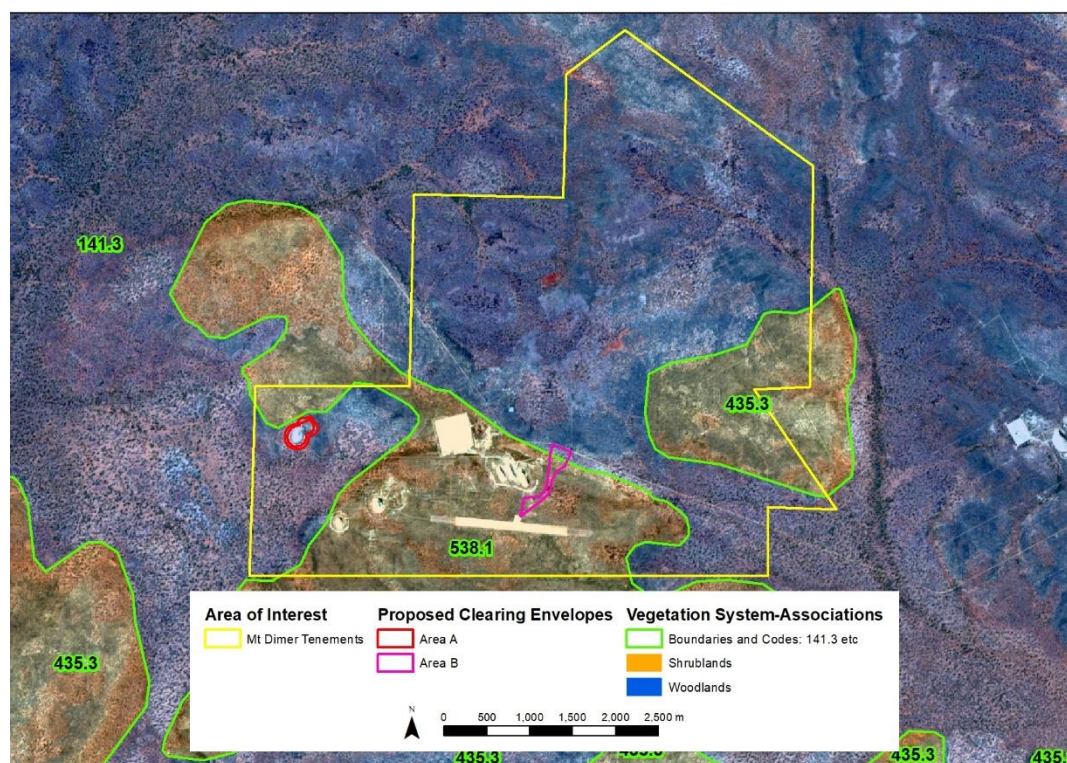 141.3
435.3
538.1
435.3
Area of Interest
Mt Dimer Tenements
Proposed Clearing Envelopes
Area A
Area B
Vegetation System-Associations
Boundaries and Codes: 141.3 etc
Shrublands
Woodlands
N
0 500 1,000 1,500 2,000 2,500 m
435.3
435.3